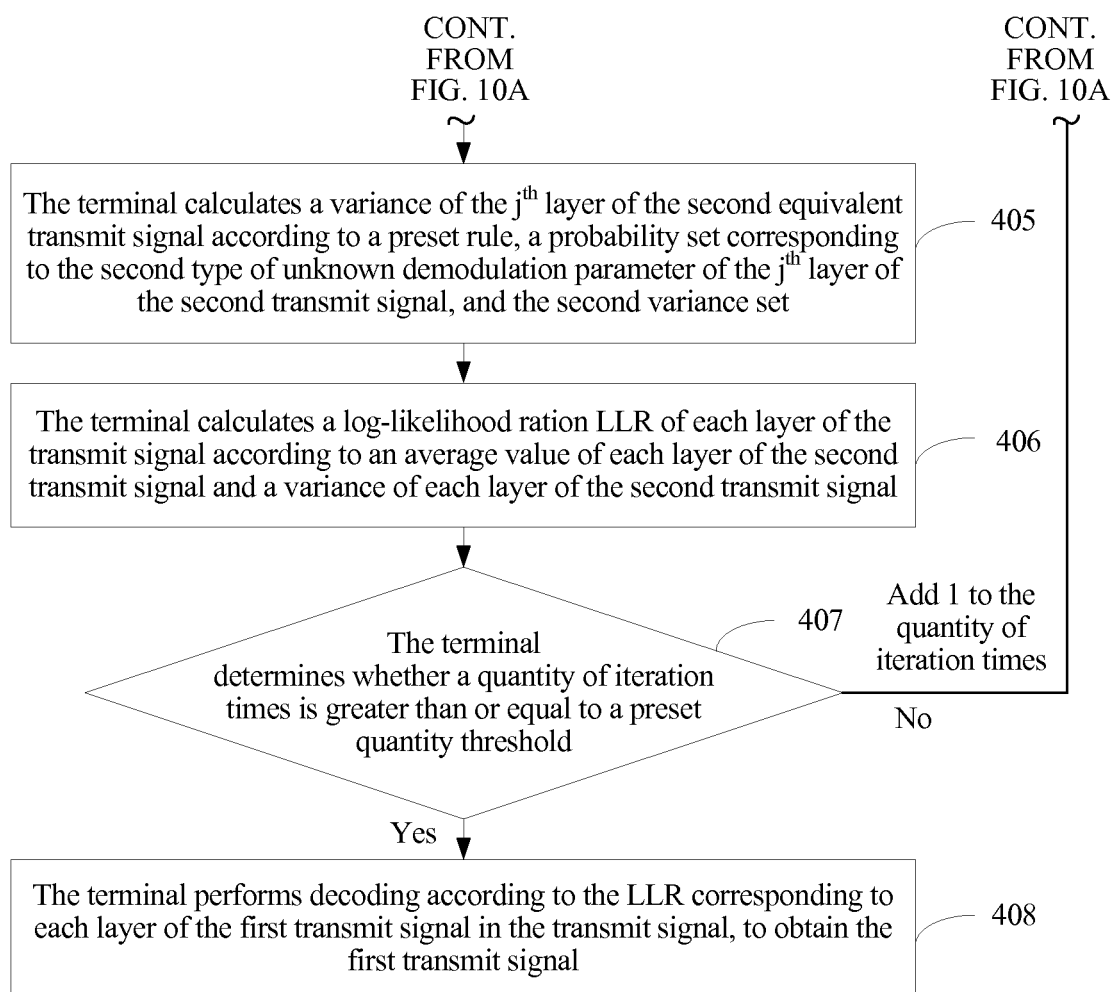 CONT.
FROM
FIG. 10A
CONT.
FROM
FIG. 10A
The terminal calculates a variance of the jth layer of the second equivalent
transmit signal according to a preset rule, a probability set corresponding
to the second type of unknown demodulation parameter of the jth layer of
the second transmit signal, and the second variance set
405
The terminal calculates a log-likelihood ration LLR of each layer of the
transmit signal according to an average value of each layer of the second
transmit signal and a variance of each layer of the second transmit signal
406
The terminal
determines whether a quantity of iteration
times is greater than or equal to a preset
quantity threshold
407
Add 1 to the
quantity of
iteration times
No
Yes
The terminal performs decoding according to the LLR corresponding to
each layer of the first transmit signal in the transmit signal, to obtain the
first transmit signal
408